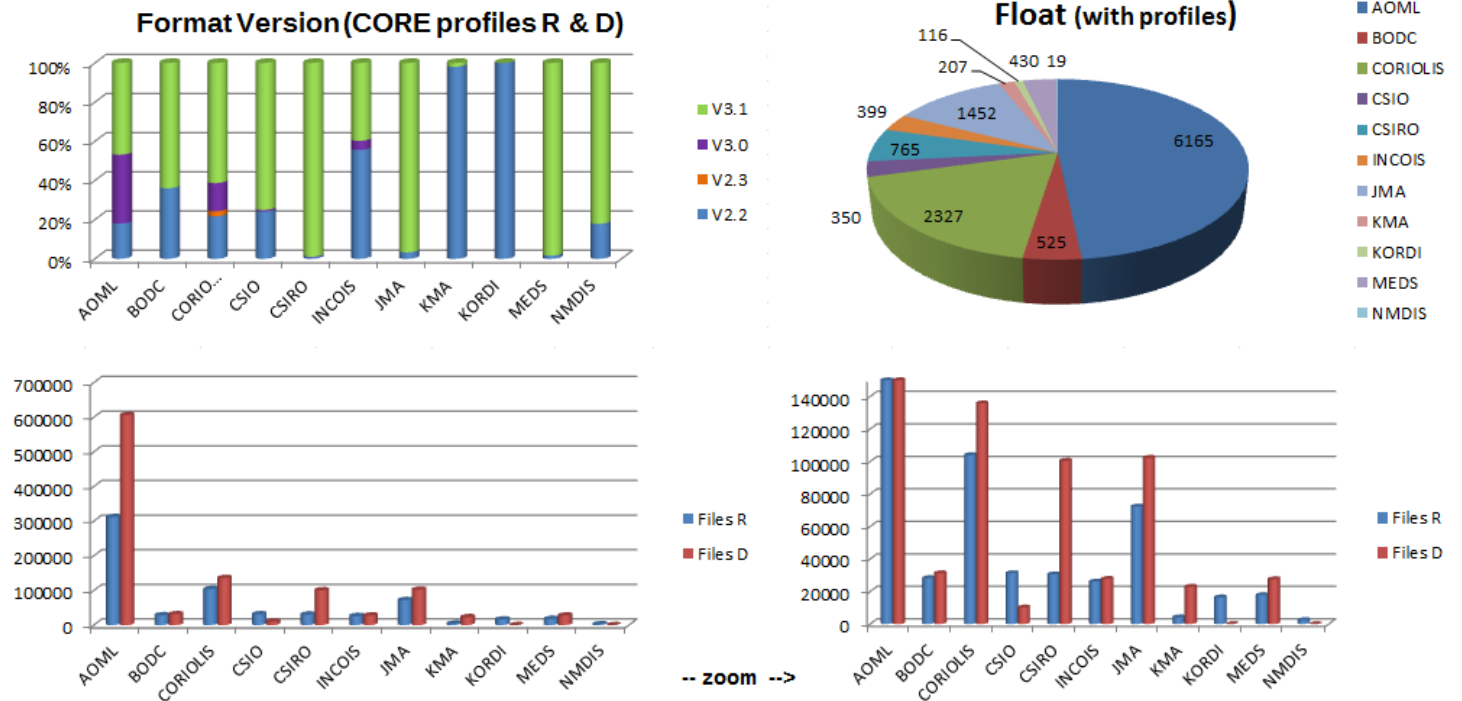 Format Version (CORE profiles R & D)
100%
80%
60%
40%
20%
0%
AOML
BODC
CORIO...
CSIO
CSIRO
INCOIS
JMA
KMA
KORDI
MEDS
NMDIS
V3.1
V3.0
V2.3
V2.2
Float (with profiles)
116
430
19
207
399
1452
765
6165
350
2327
525
AOML
BODC
CORIOLIS
CSIO
CSIRO
INCOIS
JMA
KMA
KORDI
MEDS
NMDIS
700000
600000
500000
400000
300000
200000
100000
0
AOML
BODC
CORIOLIS
CSIO
CSIRO
INCOIS
JMA
KMA
KORDI
MEDS
NMDIS
Files R
Files D
-- zoom -->
140000
120000
100000
80000
60000
40000
20000
0
AOML
BODC
CORIOLIS
CSIO
CSIRO
INCOIS
JMA
KMA
KORDI
MEDS
NMDIS
Files R
Files D